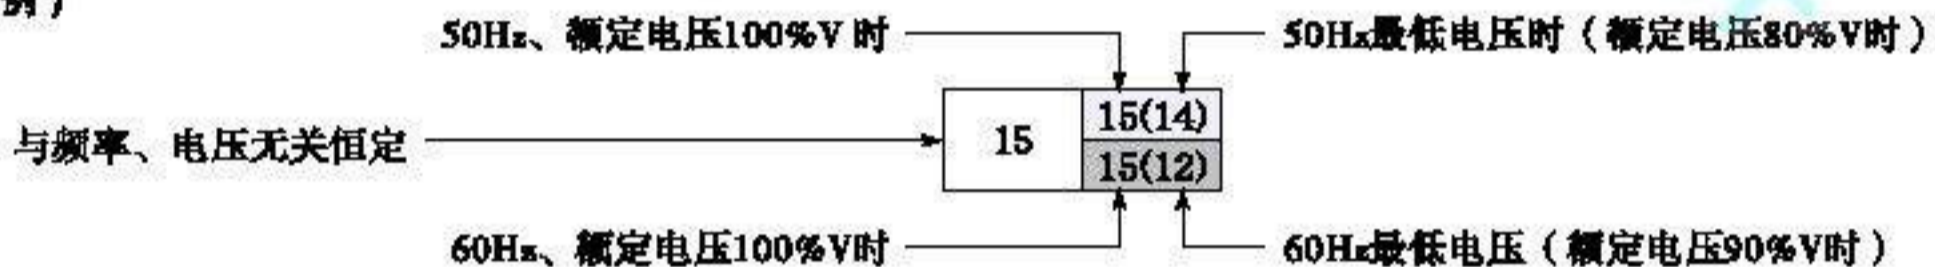 例）
50Hz、额定电压100%V 时
50Hz最低电压时（额定电压80%V时）
15(14)
与频率、电压无关恒定
15
15(12)
60Hz、额定电压100%V时
60Hz最低电压（额定电压90%V时）